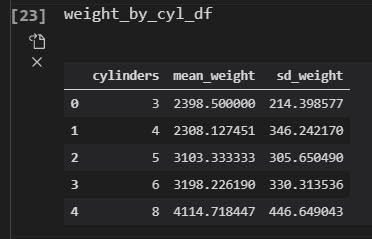 [23] weight_by_cyl_df
cylinders mean_weight sd_weight
0 3 2398.500000 214.398577
1 4 2308.127451 346.242170
2 5 3103.333333 305.650490
3 6 3198.226190 330.313536
4 8 4114.718447 446.649043